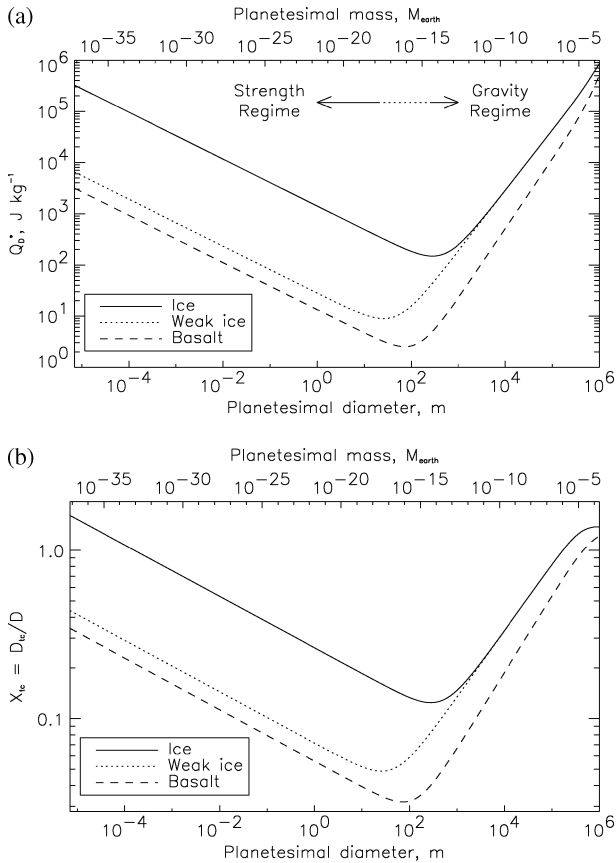 (a)
Planetesimal mass, M_earth
10^-35 10^-30 10^-25 10^-20 10^-15 10^-10 10^-5
10^6
10^5
10^4
10^3
10^2
10^1
10^0
Q_D^*, J kg^-1
Strength Regime
Gravity Regime
Ice
Weak ice
Basalt
10^-4 10^-2 10^0 10^2 10^4 10^6
Planetesimal diameter, m
(b)
Planetesimal mass, M_earth
10^-35 10^-30 10^-25 10^-20 10^-15 10^-10 10^-5
1.0
0.1
X_tc = D_tc/D
Ice
Weak ice
Basalt
10^-4 10^-2 10^0 10^2 10^4 10^6
Planetesimal diameter, m